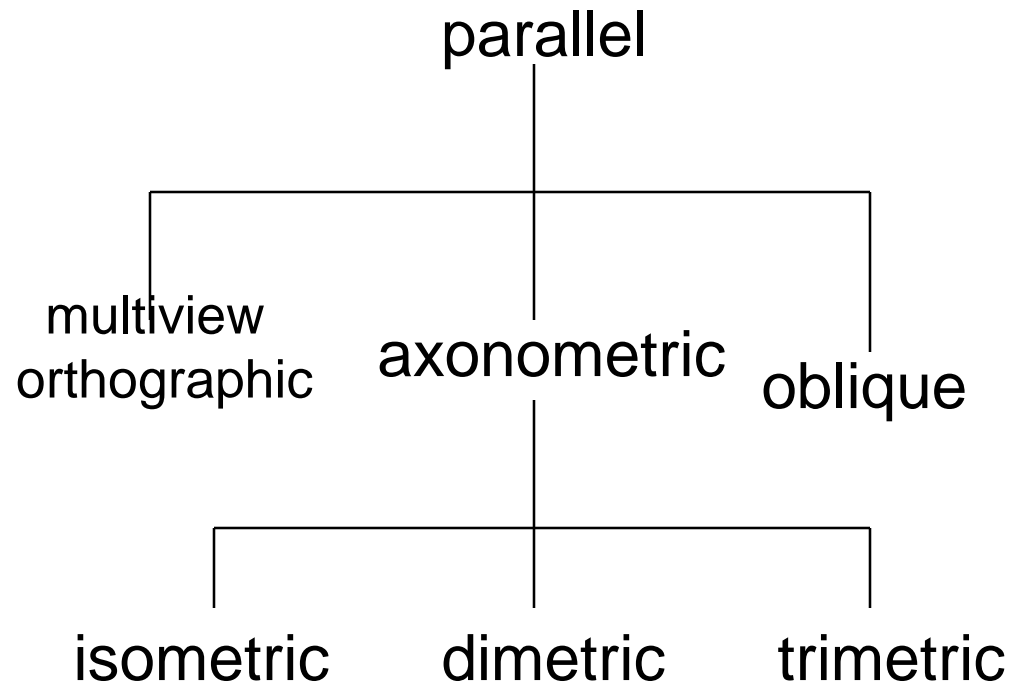 parallel
multiview
orthographic
axonometric
oblique
isometric
dimetric
trimetric